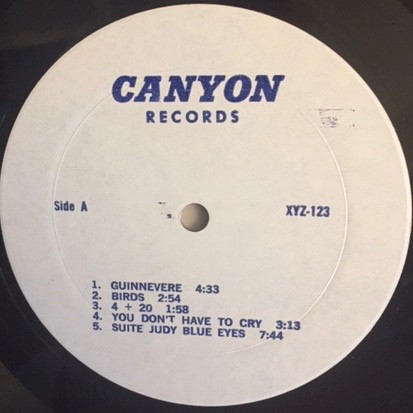 CANYON
RECORDS
Side A
XYZ-123
1. GUINNEVERE 4:33
2. BIRDS 2:54
3. 4 + 20 1:58
4. YOU DON'T HAVE TO CRY 3:13
5. SUITE JUDY BLUE EYES 7:44